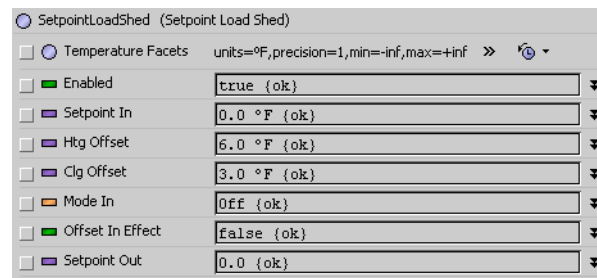 SetpointLoadShed (Setpoint Load Shed)
Temperature Facets units=ºF,precision=1,min=-inf,max=+inf »
Enabled true {ok}
Setpoint In 0.0 °F {ok}
Htg Offset 6.0 °F {ok}
Clg Offset 3.0 °F {ok}
Mode In Off {ok}
Offset In Effect false {ok}
Setpoint Out 0.0 {ok}